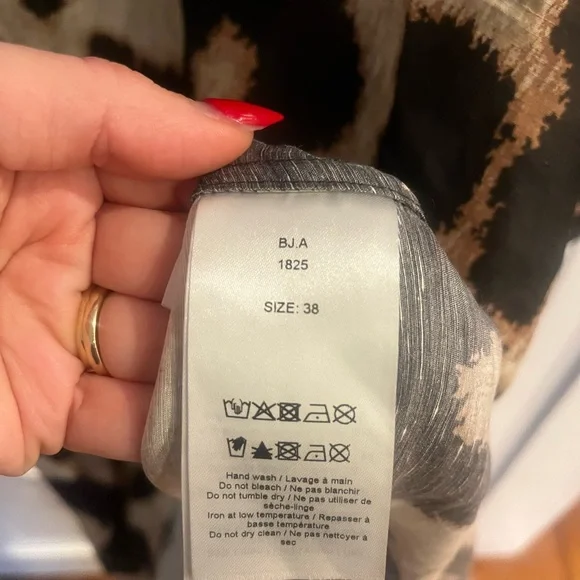 BJ.A
1825
SIZE: 38
Hand wash / Lavage à main
Do not bleach / Ne pas blanchir
Do not tumble dry / Ne pas utiliser de
sèche-linge
Iron at low temperature / Repasser à
basse température
Do not dry clean / Ne pas nettoyer à
sec